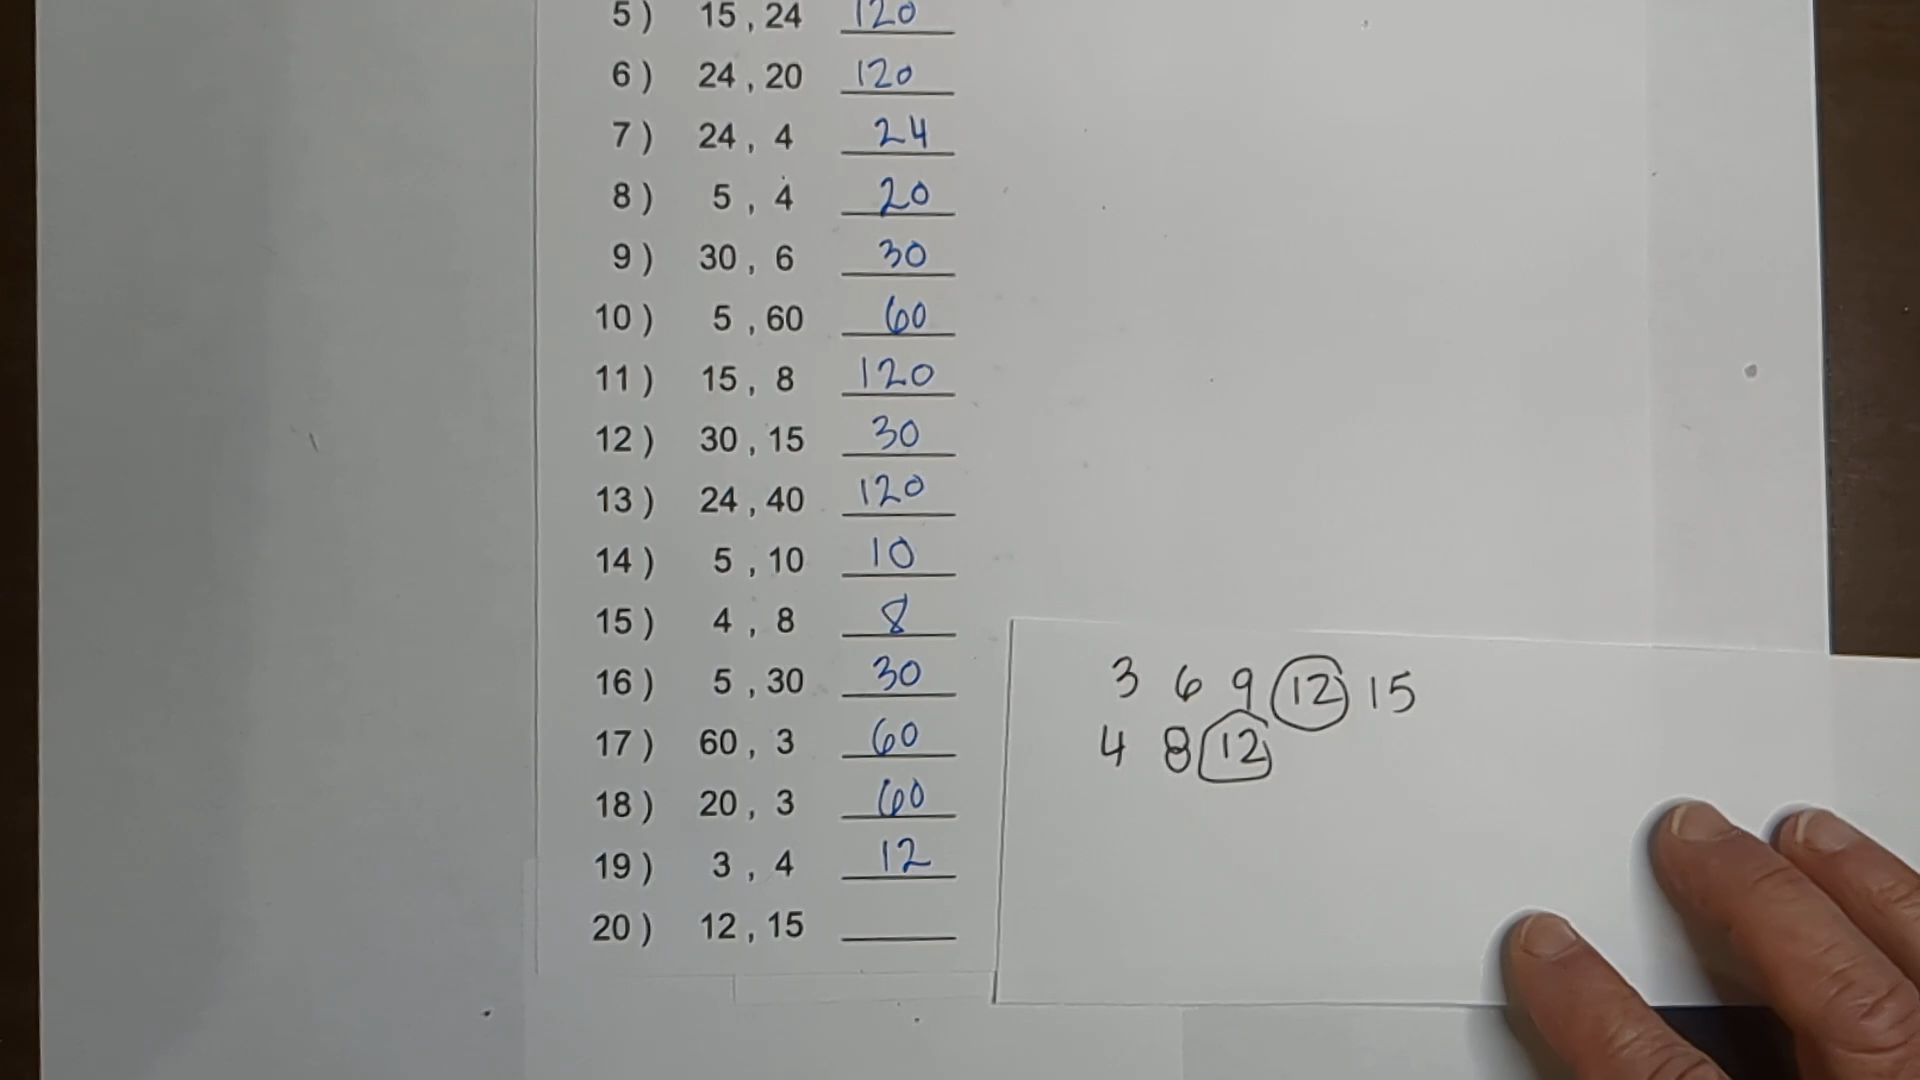 5) 15, 24 120
6) 24, 20 120
7) 24, 4 24
8) 5, 4 20
9) 30, 6 30
10) 5, 60 60
11) 15, 8 120
12) 30, 15 30
13) 24, 40 120
14) 5, 10 10
15) 4, 8 8
16) 5, 30 30
17) 60, 3 60
18) 20, 3 60
19) 3, 4 12
20) 12, 15
3 6 9 12 15
4 8 12